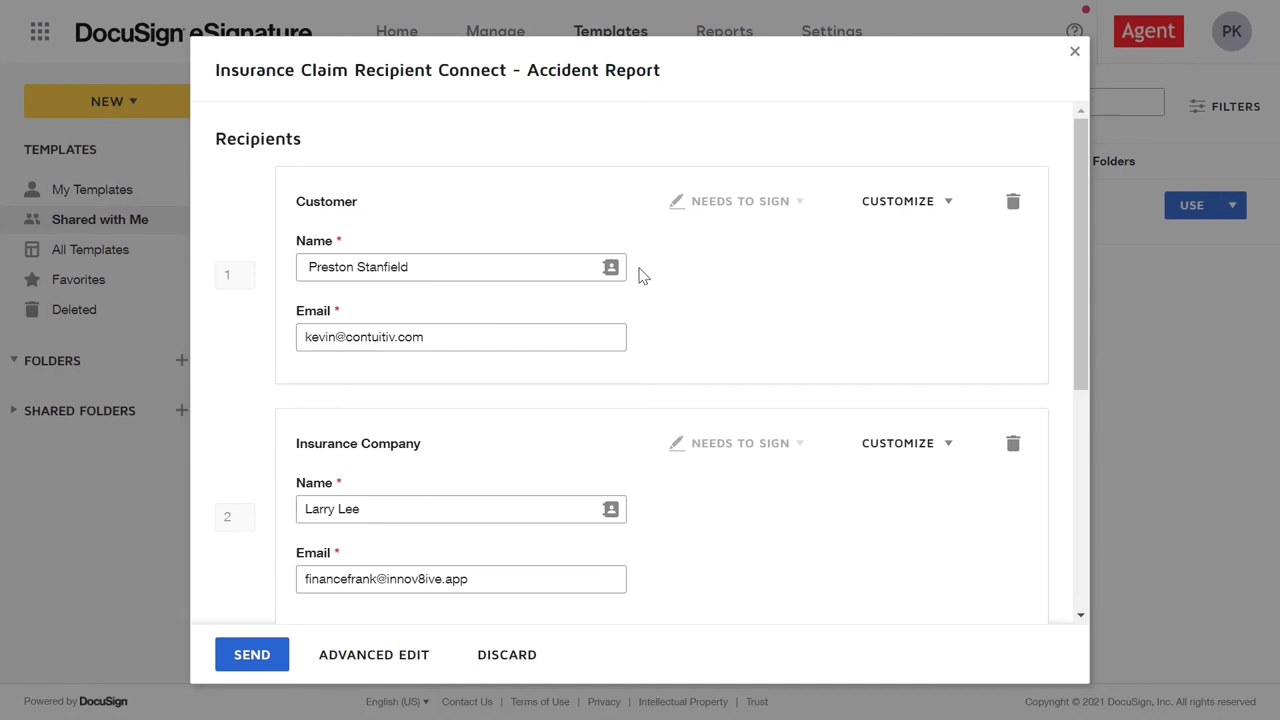 DocuSign eSignature
Home
Manage
Templates
Reports
Settings
Agent
PK
Insurance Claim Recipient Connect - Accident Report
NEW
FILTERS
Recipients
TEMPLATES
Folders
My Templates
Customer
NEEDS TO SIGN
CUSTOMIZE
USE
Shared with Me
Name *
All Templates
1
Preston Stanfield
Favorites
Email *
Deleted
kevin@contuitiv.com
FOLDERS
SHARED FOLDERS
Insurance Company
NEEDS TO SIGN
CUSTOMIZE
Name *
2
Larry Lee
Email *
financefrank@innov8ive.app
SEND
ADVANCED EDIT
DISCARD
Powered by DocuSign
English (US)
Contact Us | Terms of Use | Privacy | Intellectual Property | Trust
Copyright © 2021 DocuSign, Inc. All rights reserved